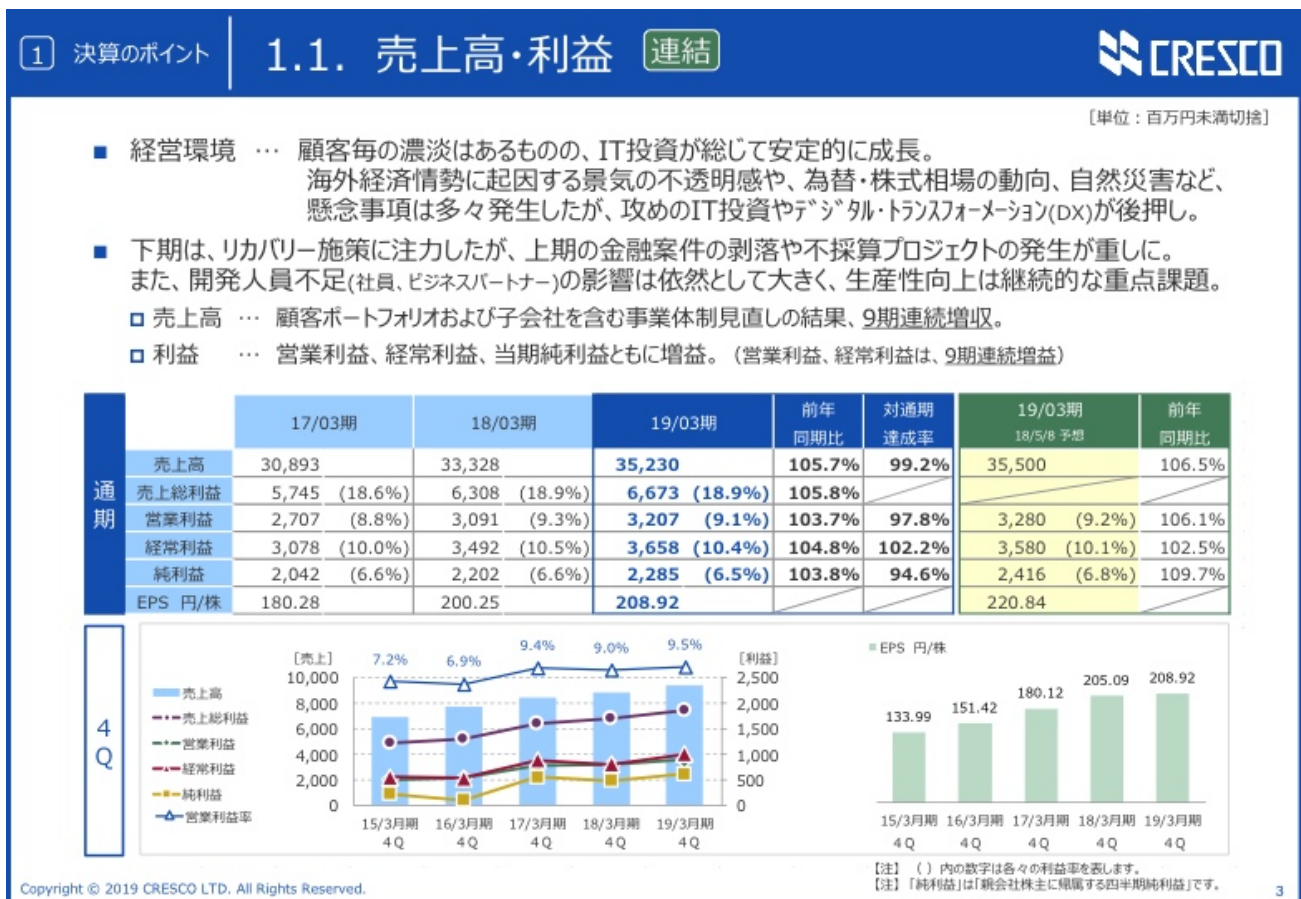 1 決算のポイント 1.1. 売上高・利益 連結 CRESCO
[単位：百万円未満切捨]
■ 経営環境 … 顧客毎の濃淡はあるものの、IT投資が総じて安定的に成長。
海外経済情勢に起因する景気の不透明感や、為替・株式相場の動向、自然災害など、
懸念事項は多々発生したが、攻めのIT投資やﾃﾞｼﾞﾀﾙ・ﾄﾗﾝｽﾌｫｰﾒｰｼｮﾝ(DX)が後押し。
■ 下期は、リカバリー施策に注力したが、上期の金融案件の剥落や不採算プロジェクトの発生が重しに。
また、開発人員不足(社員、ビジネスパートナー)の影響は依然として大きく、生産性向上は継続的な重点課題。
売上高 … 顧客ポートフォリオおよび子会社を含む事業体制見直しの結果、9期連続増収。
利益 … 営業利益、経常利益、当期純利益ともに増益。（営業利益、経常利益は、9期連続増益）
通期
17/03期 18/03期 19/03期 前年同期比 対通期達成率 19/03期 18/5/8 予想 前年同期比
売上高 30,893 33,328 35,230 105.7% 99.2% 35,500 106.5%
売上総利益 5,745 (18.6%) 6,308 (18.9%) 6,673 (18.9%) 105.8%
営業利益 2,707 (8.8%) 3,091 (9.3%) 3,207 (9.1%) 103.7% 97.8% 3,280 (9.2%) 106.1%
経常利益 3,078 (10.0%) 3,492 (10.5%) 3,658 (10.4%) 104.8% 102.2% 3,580 (10.1%) 102.5%
純利益 2,042 (6.6%) 2,202 (6.6%) 2,285 (6.5%) 103.8% 94.6% 2,416 (6.8%) 109.7%
EPS 円/株 180.28 200.25 208.92 220.84
4Q
売上高
売上総利益
営業利益
経常利益
純利益
営業利益率
[売上] 7.2% 6.9% 9.4% 9.0% 9.5% [利益]
10,000 2,500
8,000 2,000
6,000 1,500
4,000 1,000
2,000 500
0 0
15/3月期 16/3月期 17/3月期 18/3月期 19/3月期
4Q 4Q 4Q 4Q 4Q
EPS 円/株
133.99 151.42 180.12 205.09 208.92
15/3月期 16/3月期 17/3月期 18/3月期 19/3月期
4Q 4Q 4Q 4Q 4Q
【注】（ ）内の数字は各々の利益率を表します。
【注】「純利益」は「親会社株主に帰属する四半期純利益」です。
Copyright © 2019 CRESCO LTD. All Rights Reserved.
3